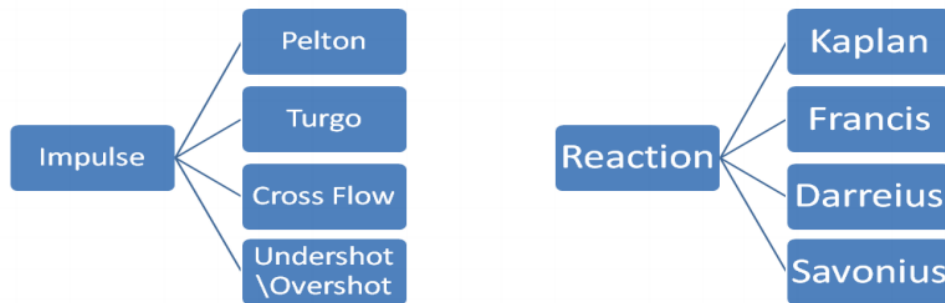 Impulse
Pelton
Turgo
Cross Flow
Undershot
\Overshot
Reaction
Kaplan
Francis
Darreius
Savonius